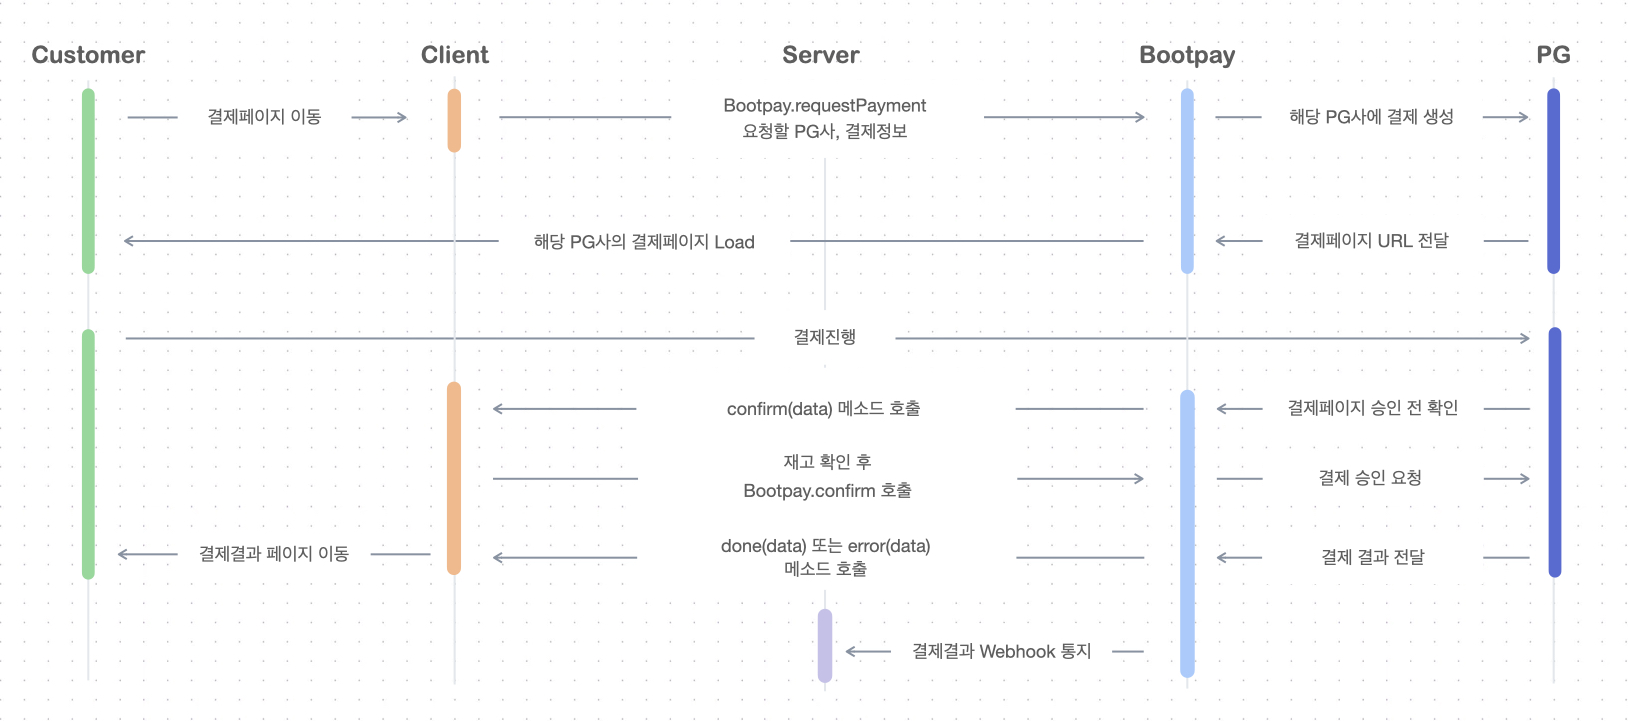 Customer
Client
Server
Bootpay
PG
결제페이지 이동
Bootpay.requestPayment
요청할 PG사, 결제정보
해당 PG사에 결제 생성
해당 PG사의 결제페이지 Load
결제페이지 URL 전달
결제진행
confirm(data) 메소드 호출
결제페이지 승인 전 확인
재고 확인 후
Bootpay.confirm 호출
결제 승인 요청
결제결과 페이지 이동
done(data) 또는 error(data)
메소드 호출
결제 결과 전달
결제결과 Webhook 통지